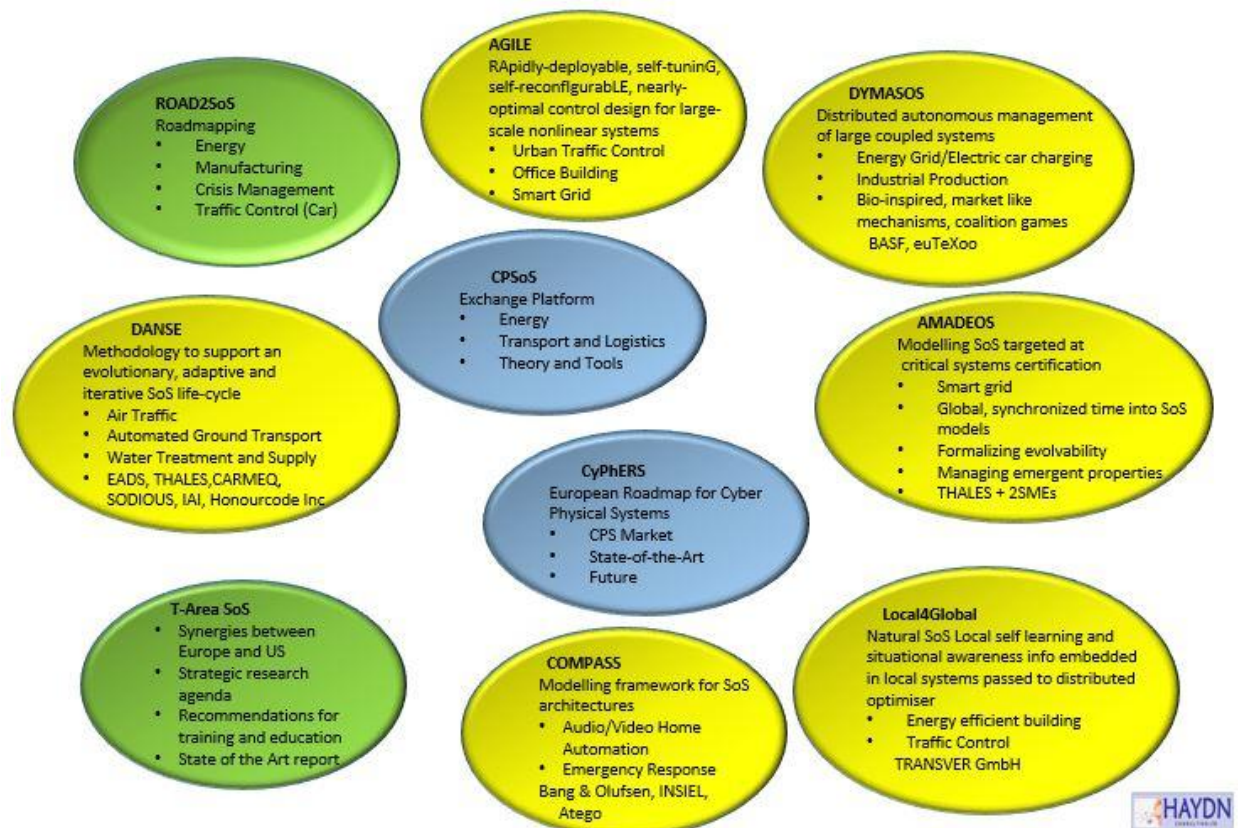 AGILE
RApidly-deployable, self-tuninG,
self-reconfIgurabLE, nearly-
optimal control design for large-
scale nonlinear systems
• Urban Traffic Control
• Office Building
• Smart Grid
ROAD2SoS
Roadmapping
• Energy
• Manufacturing
• Crisis Management
• Traffic Control (Car)
DYMASOS
Distributed autonomous management
of large coupled systems
• Energy Grid/Electric car charging
• Industrial Production
• Bio-inspired, market like
mechanisms, coalition games
BASF, euTeXoo
CPSoS
Exchange Platform
• Energy
• Transport and Logistics
• Theory and Tools
DANSE
Methodology to support an
evolutionary, adaptive and
iterative SoS life-cycle
• Air Traffic
• Automated Ground Transport
• Water Treatment and Supply
• EADS, THALES,CARMEQ,
SODIOUS, IAI, Honourcode Inc
AMADEOS
Modelling SoS targeted at
critical systems certification
• Smart grid
• Global, synchronized time into SoS
models
• Formalizing evolvability
• Managing emergent properties
• THALES + 2SMEs
CyPhERS
European Roadmap for Cyber
Physical Systems
• CPS Market
• State-of-the-Art
• Future
T-Area SoS
• Synergies between
Europe and US
• Strategic research
agenda
• Recommendations for
training and education
• State of the Art report
COMPASS
Modelling framework for SoS
architectures
• Audio/Video Home
Automation
• Emergency Response
Bang & Olufsen, INSIEL,
Atego
Local4Global
Natural SoS Local self learning and
situational awareness info embedded
in local systems passed to distributed
optimiser
• Energy efficient building
• Traffic Control
TRANSVER GmbH
HAYDN